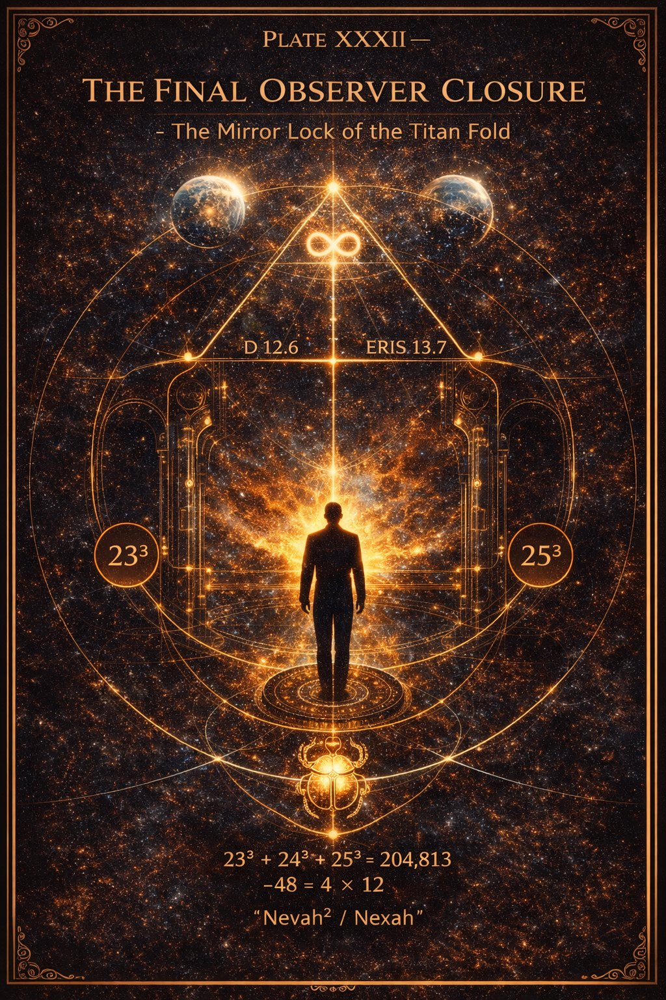 PLATE XXXII —
THE FINAL OBSERVER CLOSURE
- The Mirror Lock of the Titan Fold
∞
D 12.6 ERIS 13.7
23³ 25³
23³ + 24³ + 25³ = 204,813
−48 = 4 × 12
“Nevah² / Nexah”